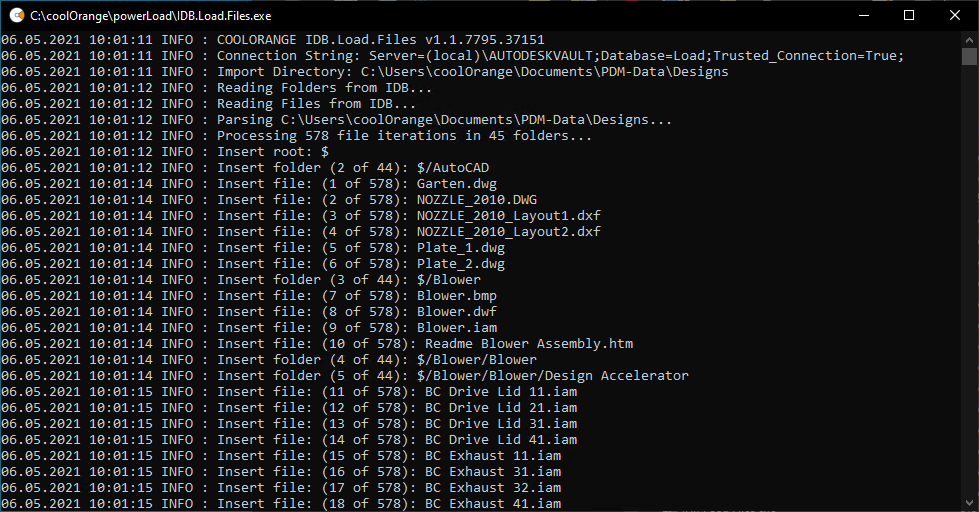 C:\coolOrange\powerLoad\IDB.Load.Files.exe
06.05.2021 10:01:11 INFO : COOLORANGE IDB.Load.Files v1.1.7795.37151
06.05.2021 10:01:11 INFO : Connection String: Server=(local)\AUTODESKVAULT;Database=Load;Trusted_Connection=True;
06.05.2021 10:01:11 INFO : Import Directory: C:\Users\coolOrange\Documents\PDM-Data\Designs
06.05.2021 10:01:12 INFO : Reading Folders from IDB...
06.05.2021 10:01:12 INFO : Reading Files from IDB...
06.05.2021 10:01:12 INFO : Parsing C:\Users\coolOrange\Documents\PDM-Data\Designs...
06.05.2021 10:01:12 INFO : Processing 578 file iterations in 45 folders...
06.05.2021 10:01:12 INFO : Insert root: $
06.05.2021 10:01:12 INFO : Insert folder (2 of 44): $/AutoCAD
06.05.2021 10:01:14 INFO : Insert file: (1 of 578): Garten.dwg
06.05.2021 10:01:14 INFO : Insert file: (2 of 578): NOZZLE_2010.DWG
06.05.2021 10:01:14 INFO : Insert file: (3 of 578): NOZZLE_2010_Layout1.dxf
06.05.2021 10:01:14 INFO : Insert file: (4 of 578): NOZZLE_2010_Layout2.dxf
06.05.2021 10:01:14 INFO : Insert file: (5 of 578): Plate_1.dwg
06.05.2021 10:01:14 INFO : Insert file: (6 of 578): Plate_2.dwg
06.05.2021 10:01:14 INFO : Insert folder (3 of 44): $/Blower
06.05.2021 10:01:14 INFO : Insert file: (7 of 578): Blower.bmp
06.05.2021 10:01:14 INFO : Insert file: (8 of 578): Blower.dwf
06.05.2021 10:01:14 INFO : Insert file: (9 of 578): Blower.iam
06.05.2021 10:01:14 INFO : Insert file: (10 of 578): Readme Blower Assembly.htm
06.05.2021 10:01:14 INFO : Insert folder (4 of 44): $/Blower/Blower
06.05.2021 10:01:14 INFO : Insert folder (5 of 44): $/Blower/Blower/Design Accelerator
06.05.2021 10:01:15 INFO : Insert file: (11 of 578): BC Drive Lid 11.iam
06.05.2021 10:01:15 INFO : Insert file: (12 of 578): BC Drive Lid 21.iam
06.05.2021 10:01:15 INFO : Insert file: (13 of 578): BC Drive Lid 31.iam
06.05.2021 10:01:15 INFO : Insert file: (14 of 578): BC Drive Lid 41.iam
06.05.2021 10:01:15 INFO : Insert file: (15 of 578): BC Exhaust 11.iam
06.05.2021 10:01:15 INFO : Insert file: (16 of 578): BC Exhaust 31.iam
06.05.2021 10:01:15 INFO : Insert file: (17 of 578): BC Exhaust 32.iam
06.05.2021 10:01:15 INFO : Insert file: (18 of 578): BC Exhaust 41.iam